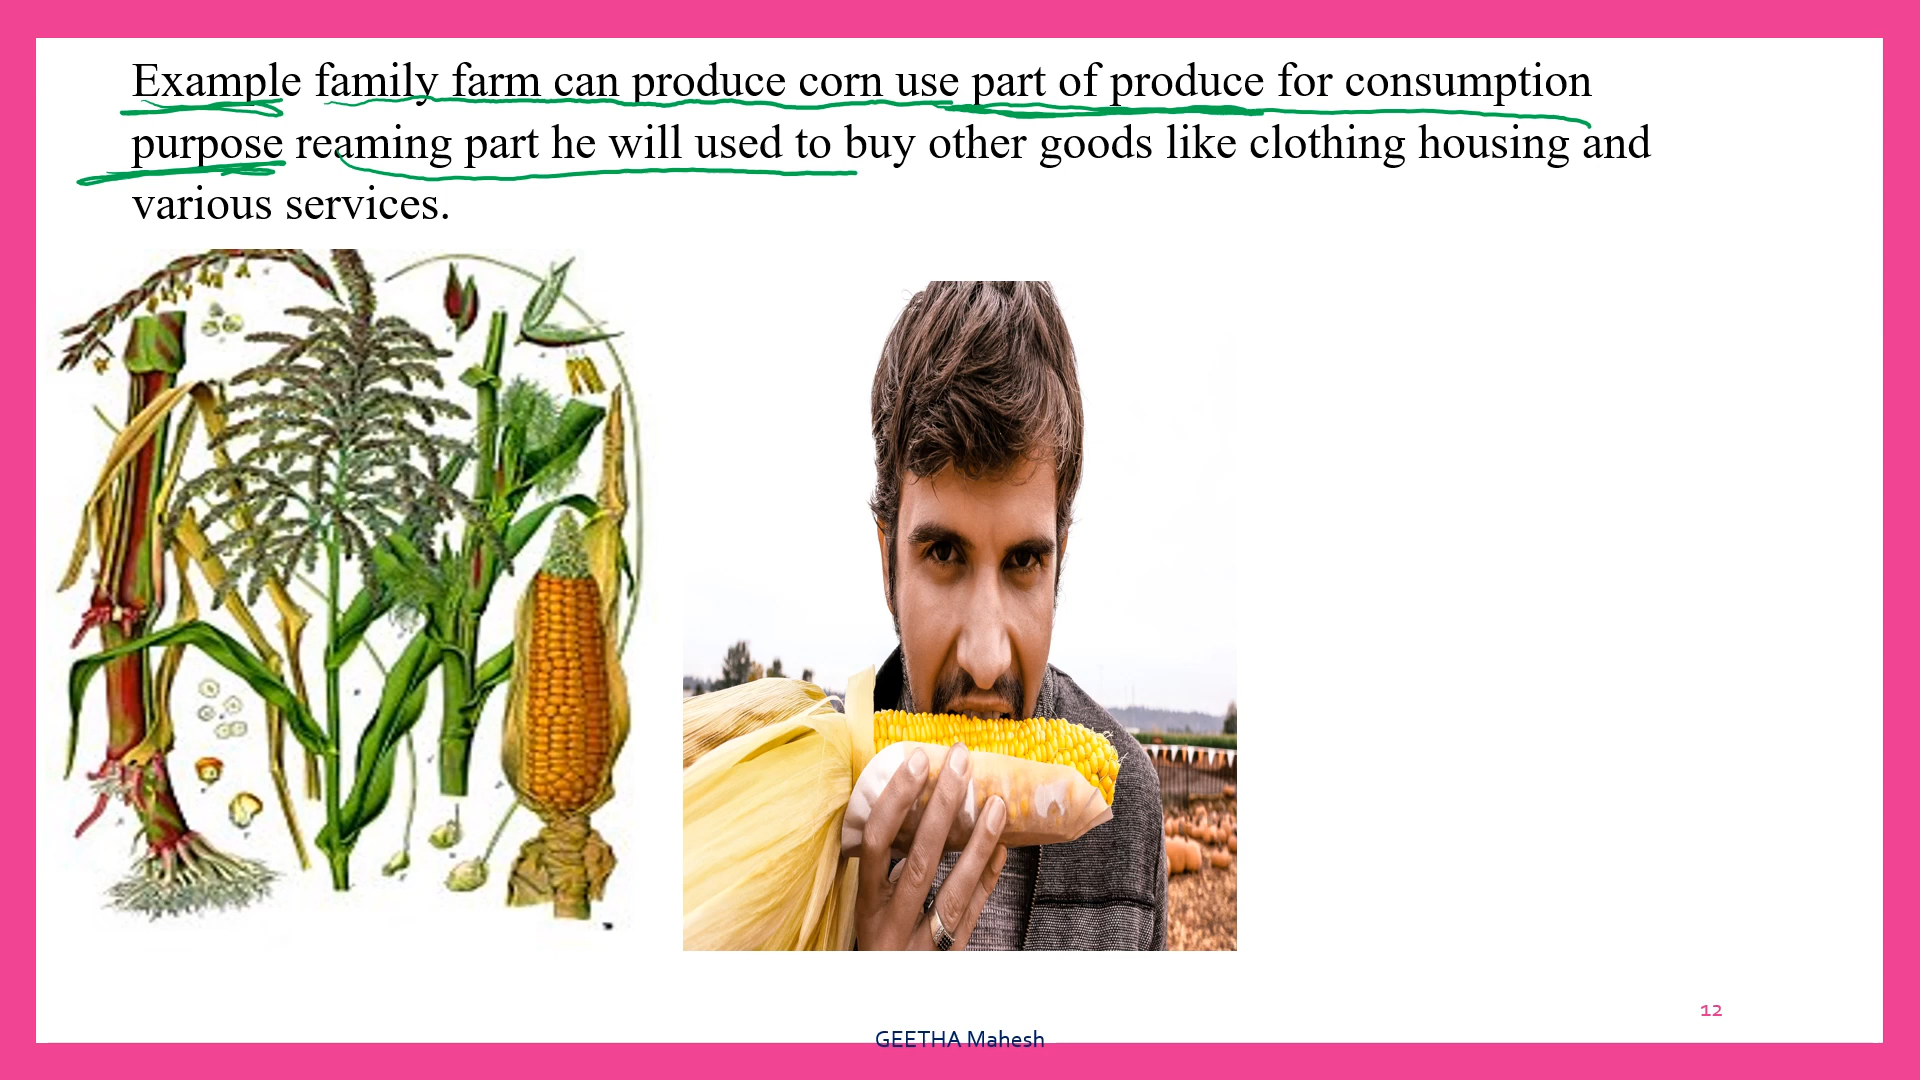 Example family farm can produce corn use part of produce for consumption
purpose reaming part he will used to buy other goods like clothing housing and
various services.
12
GEETHA Mahesh